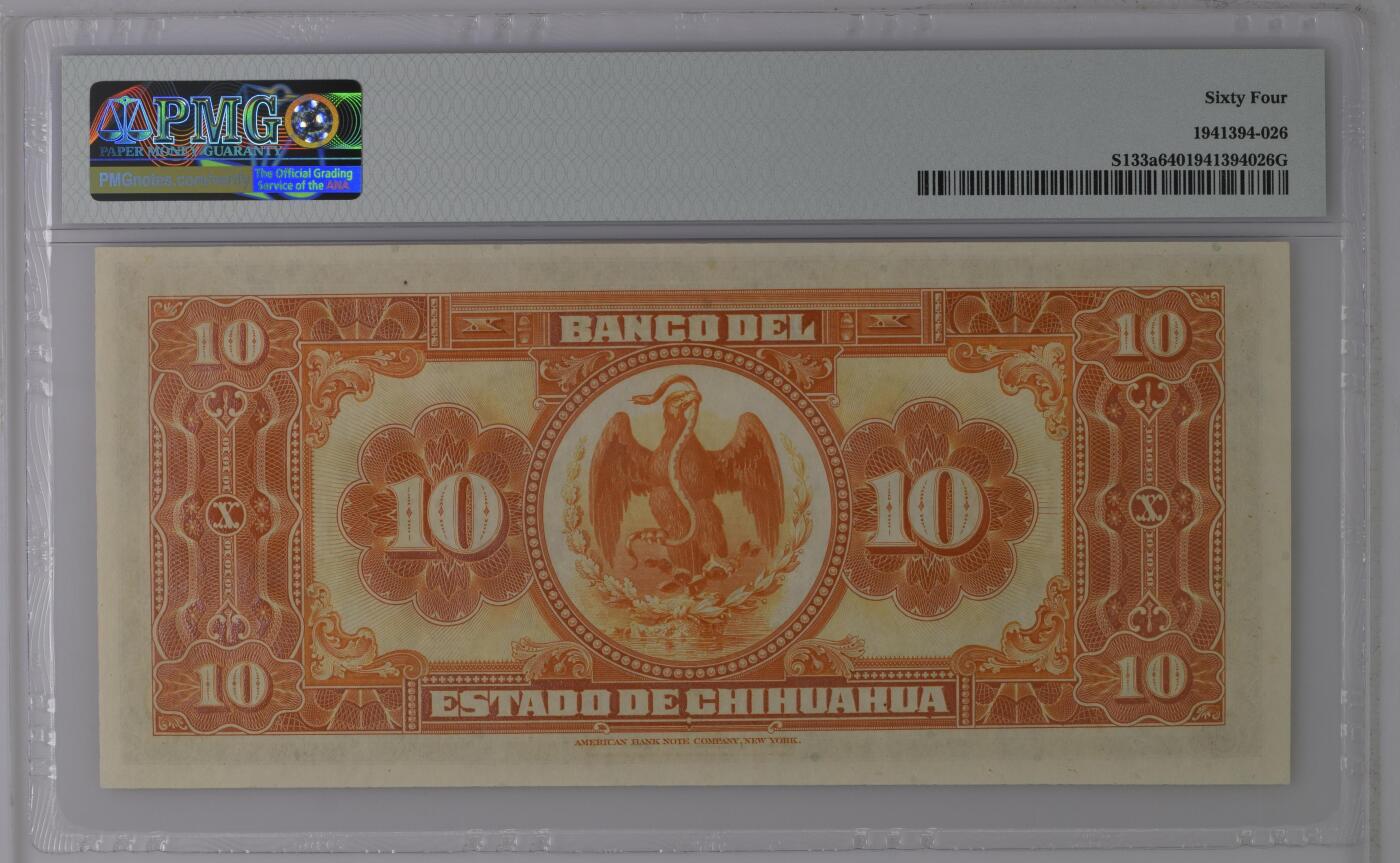 PMG
PAPER MONEY GUARANTY
PMGnotes.com/verify
The Official Grading
Service of the ANA
Sixty Four
1941394-026
S133a6401941394026G
10
X
BANCO DEL
X
10
10
10
X
X
10
10
ESTADO DE CHIHUAHUA
AMERICAN BANK NOTE COMPANY, NEW YORK.